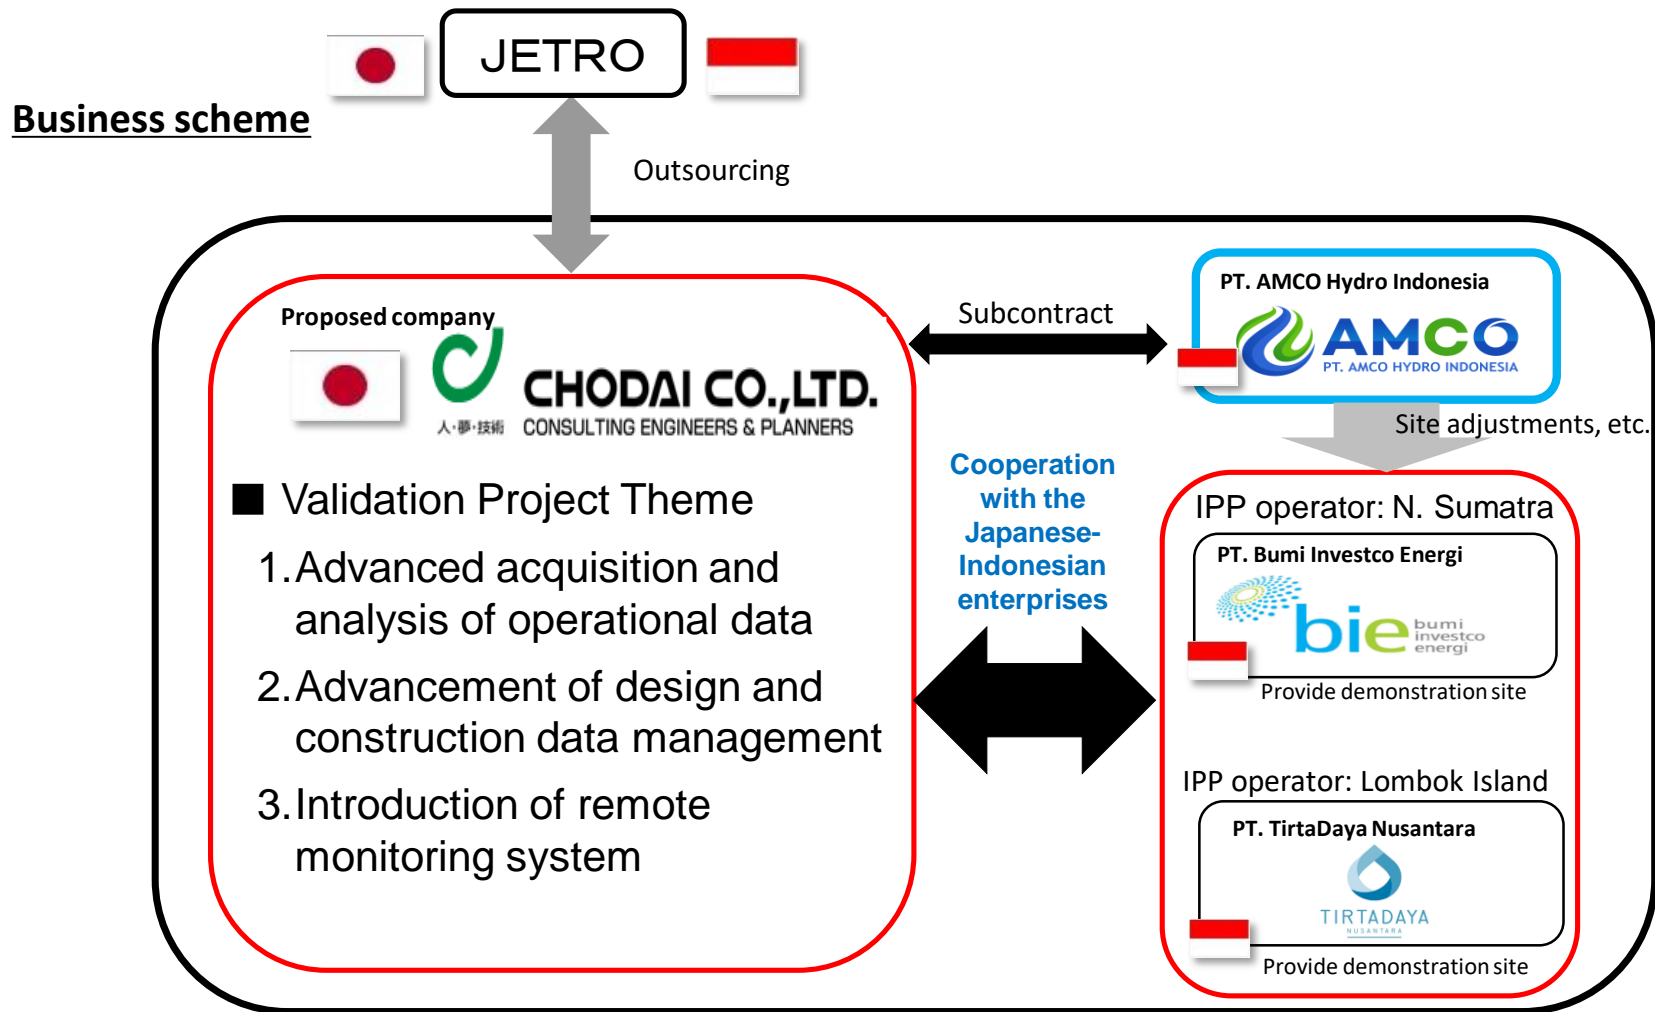 JETRO
Business scheme
Outsourcing
Proposed company
人・夢・技術
CHODAI CO.,LTD.
CONSULTING ENGINEERS & PLANNERS
■ Validation Project Theme
1.Advanced acquisition and
analysis of operational data
2.Advancement of design and
construction data management
3.Introduction of remote
monitoring system
Subcontract
Cooperation
with the
Japanese-
Indonesian
enterprises
PT. AMCO Hydro Indonesia
AMCO
PT. AMCO HYDRO INDONESIA
Site adjustments, etc.
IPP operator: N. Sumatra
PT. Bumi Investco Energi
bie
bumi
investco
energi
Provide demonstration site
IPP operator: Lombok Island
PT. TirtaDaya Nusantara
TIRTADAYA
NUSANTARA
Provide demonstration site